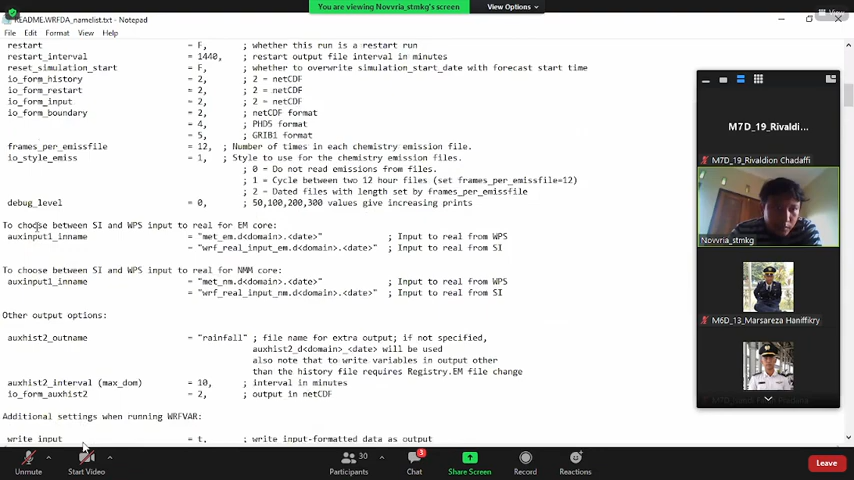 You are viewing Novvria_stmkg's screen
View Options
README.WRFDA_namelist.txt - Notepad
View
File Edit Format View Help
restart = F, ; whether this run is a restart run
restart_interval = 1440, ; restart output file interval in minutes
reset_simulation_start = F, ; whether to overwrite simulation_start_date with forecast start time
io_form_history = 2, ; 2 = netCDF
io_form_restart = 2, ; 2 = netCDF
io_form_input = 2, ; 2 = netCDF
io_form_boundary = 2, ; netCDF format
= 4, ; PHD5 format
= 5, ; GRIB1 format
frames_per_emissfile = 12, ; Number of times in each chemistry emission file.
io_style_emiss = 1, ; Style to use for the chemistry emission files.
; 0 = Do not read emissions from files.
; 1 = Cycle between two 12 hour files (set frames_per_emissfile=12)
; 2 = Dated files with length set by frames_per_emissfile
debug_level = 0, ; 50,100,200,300 values give increasing prints
To choose between SI and WPS input to real for EM core:
auxinput1_inname = "met_em.d<domain>.<date>" ; Input to real from WPS
= "wrf_real_input_em.d<domain>.<date>" ; Input to real from SI
To choose between SI and WPS input to real for NMM core:
auxinput1_inname = "met_nm.d<domain>.<date>" ; Input to real from WPS
= "wrf_real_input_nm.d<domain>.<date>" ; Input to real from SI
Other output options:
auxhist2_outname = "rainfall" ; file name for extra output; if not specified,
auxhist2_d<domain>_<date> will be used
also note that to write variables in output other
than the history file requires Registry.EM file change
auxhist2_interval (max_dom) = 10, ; interval in minutes
io_form_auxhist2 = 2, ; output in netCDF
Additional settings when running WRFVAR:
write_input = t, ; write input-formatted data as output
M7D_19_Rivaldi...
M7D_19_Rivaldion Chadaffi
Novvria_stmkg
M6D_13_Marsareza Haniffikry
Unmute
Start Video
30
Participants
3
Chat
Share Screen
Record
Reactions
Leave